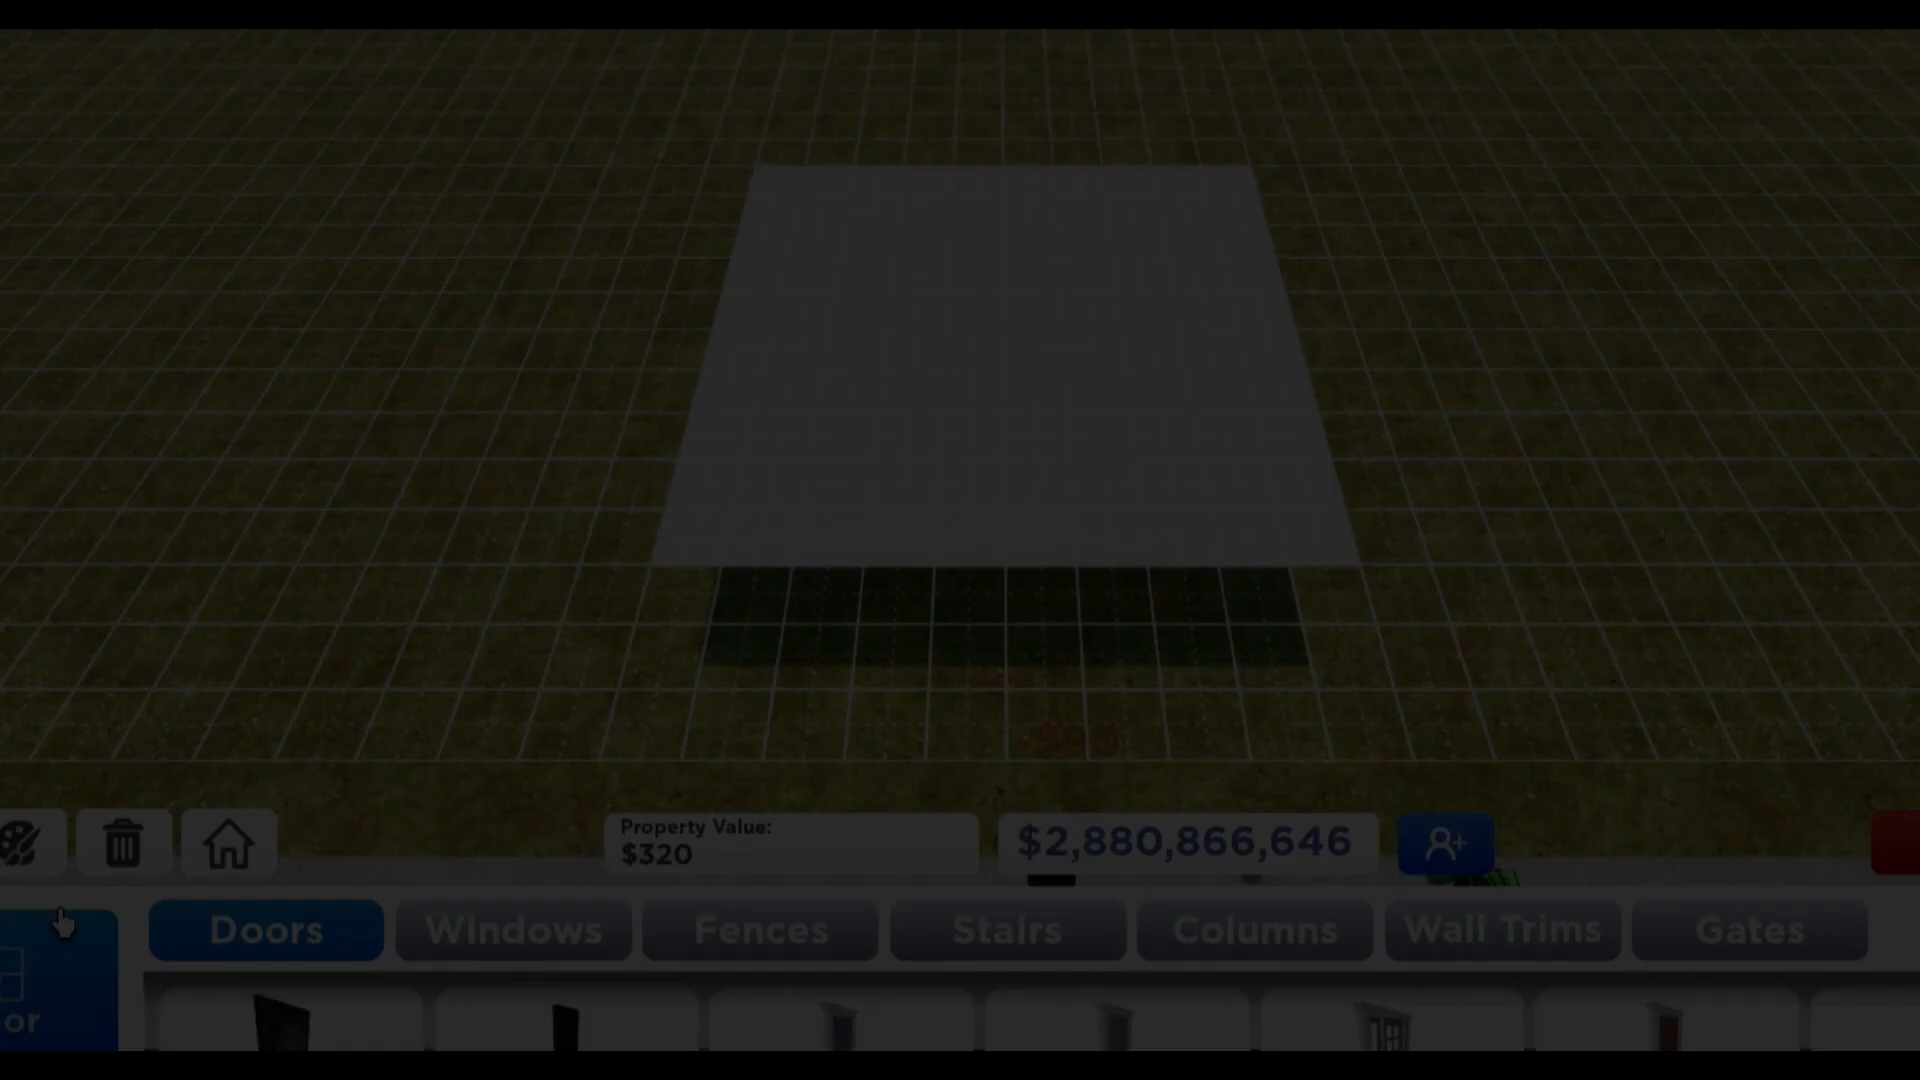 Property Value:
$320
$2,880,866,646
Doors
Windows
Fences
Stairs
Columns
Wall Trims
Gates
or